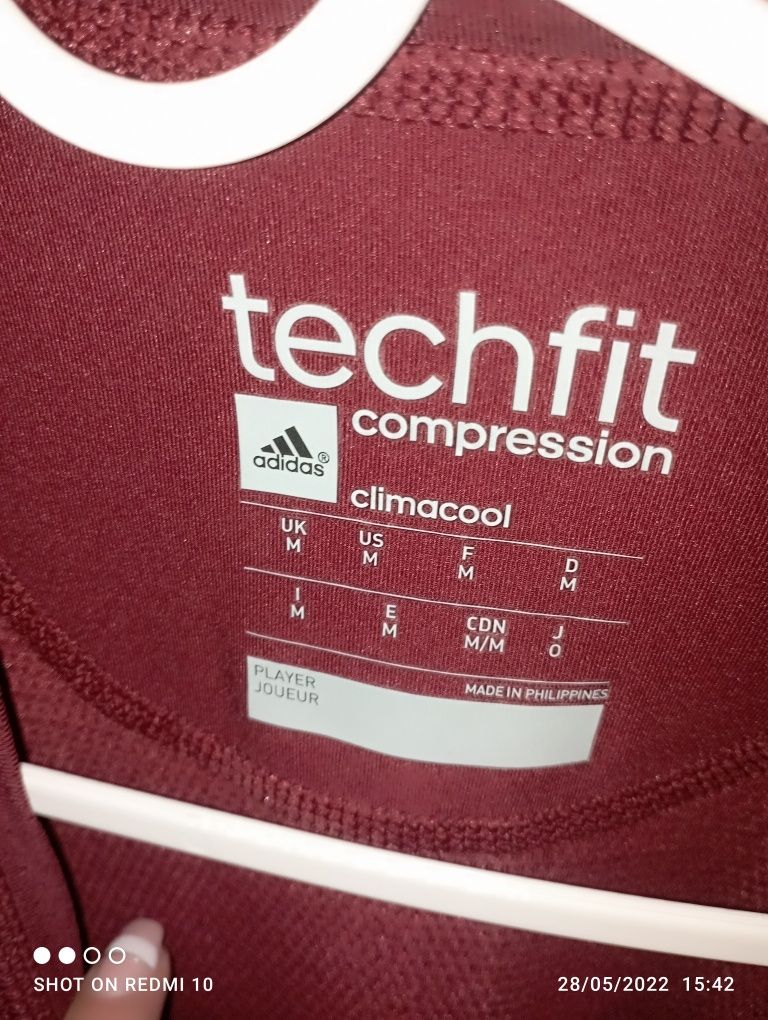 techfit
compression
adidas®
climacool
UK US F D
M M M M
I E CDN J
M M M/M O
PLAYER
JOUEUR
MADE IN PHILIPPINES
SHOT ON REDMI 10
28/05/2022 15:42